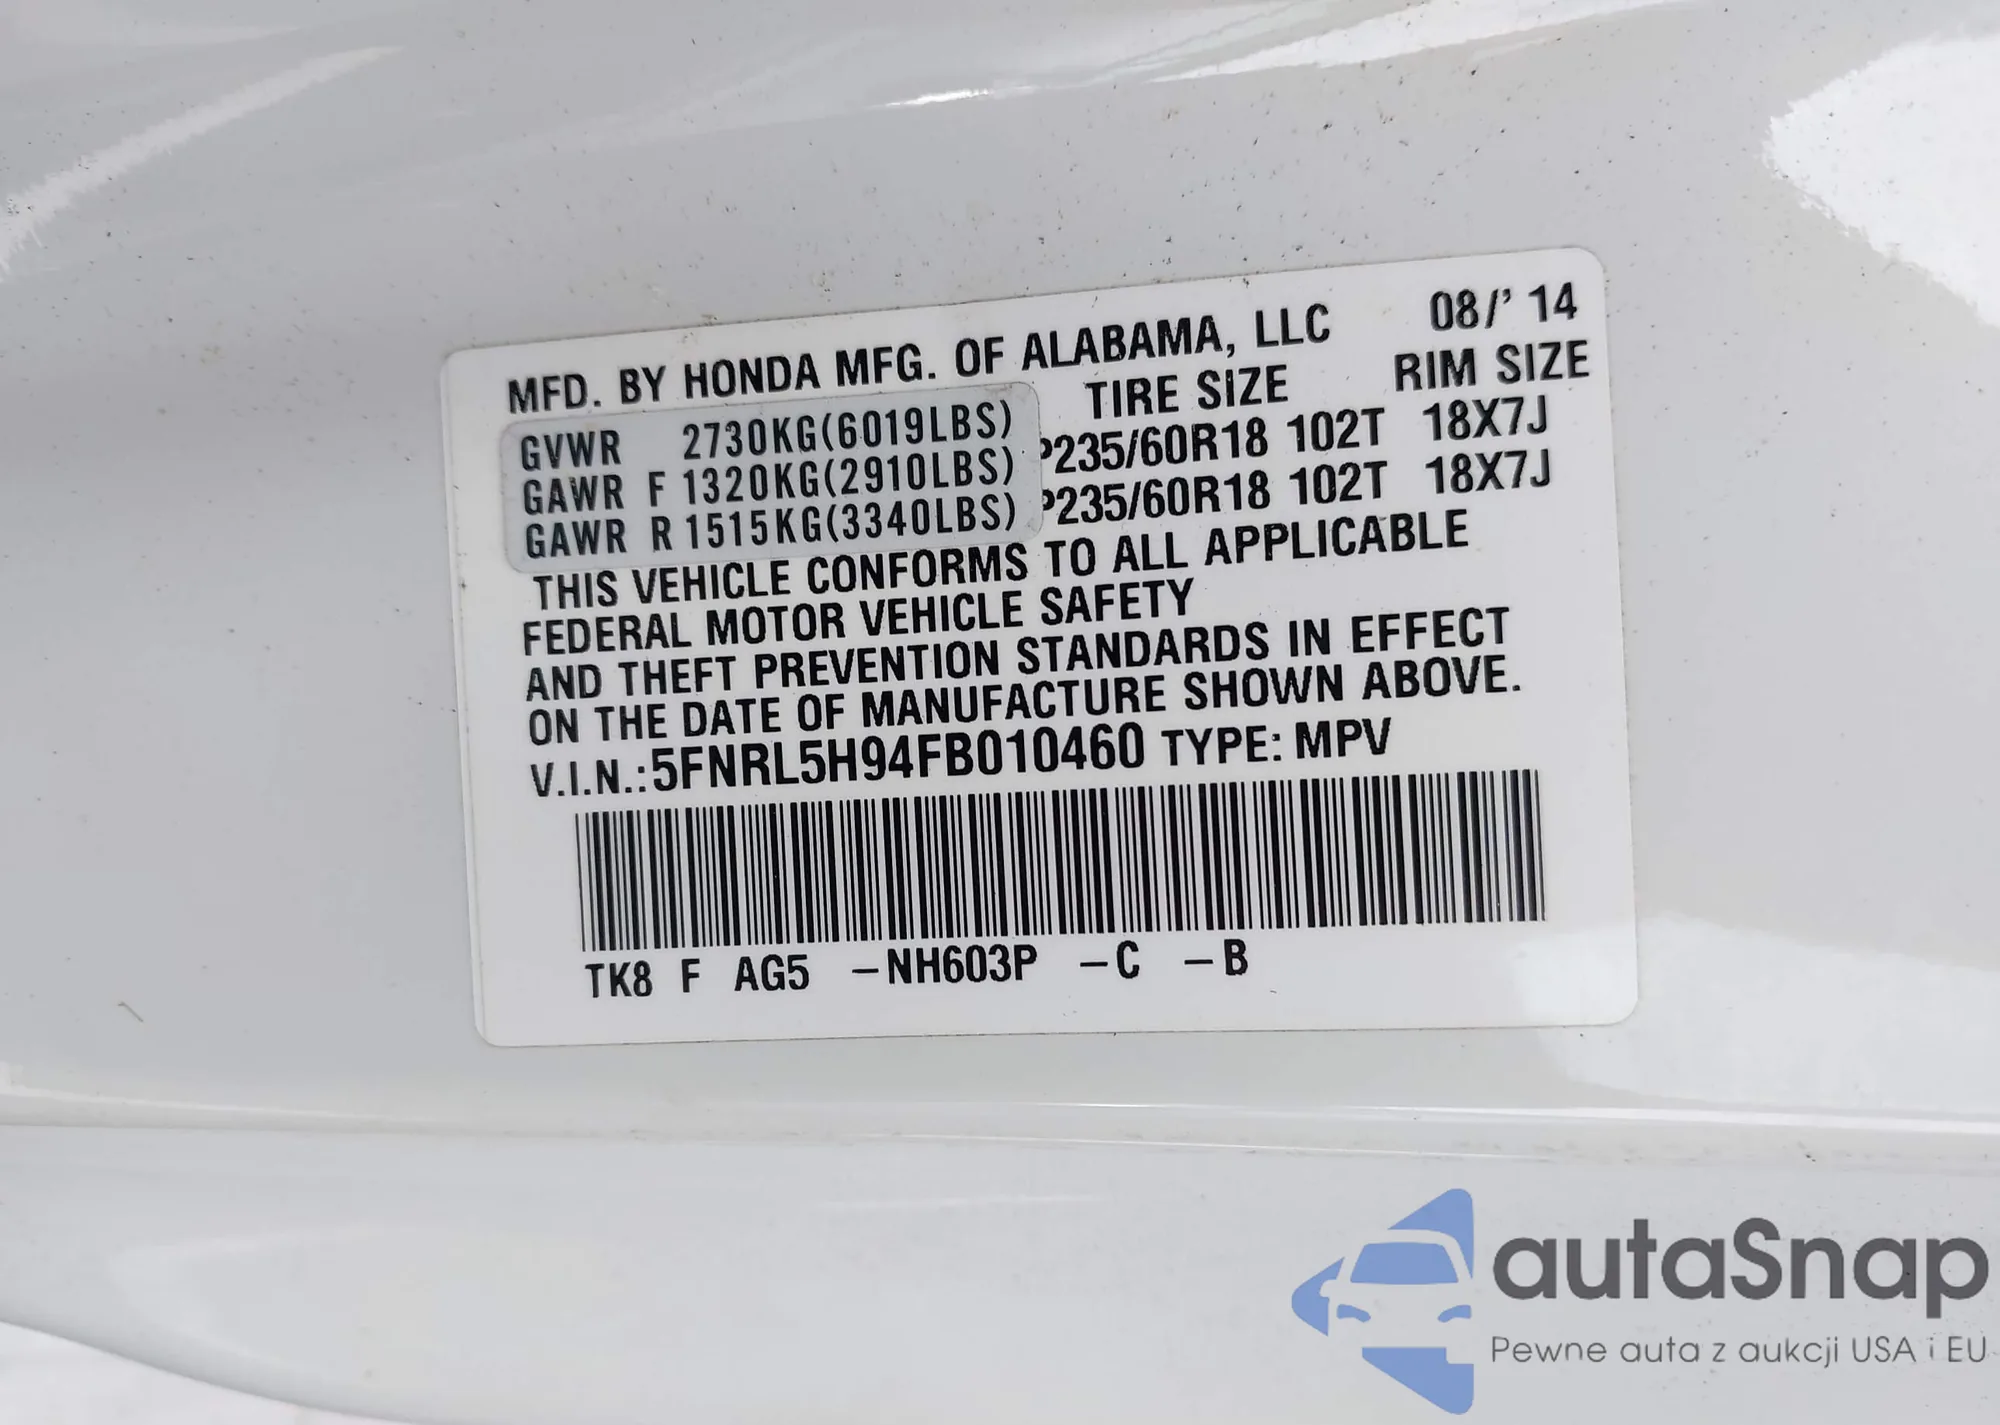 MFD. BY HONDA MFG. OF ALABAMA, LLC 08/' 14
TIRE SIZE RIM SIZE
GVWR 2730KG(6019LBS) P235/60R18 102T 18X7J
GAWR F 1320KG(2910LBS) P235/60R18 102T 18X7J
GAWR R 1515KG(3340LBS)
THIS VEHICLE CONFORMS TO ALL APPLICABLE
FEDERAL MOTOR VEHICLE SAFETY
AND THEFT PREVENTION STANDARDS IN EFFECT
ON THE DATE OF MANUFACTURE SHOWN ABOVE.
V.I.N.:5FNRL5H94FB010460 TYPE: MPV
TK8 F AG5 –NH603P –C –B
autaSnap
Pewne auta z aukcji USA i EU